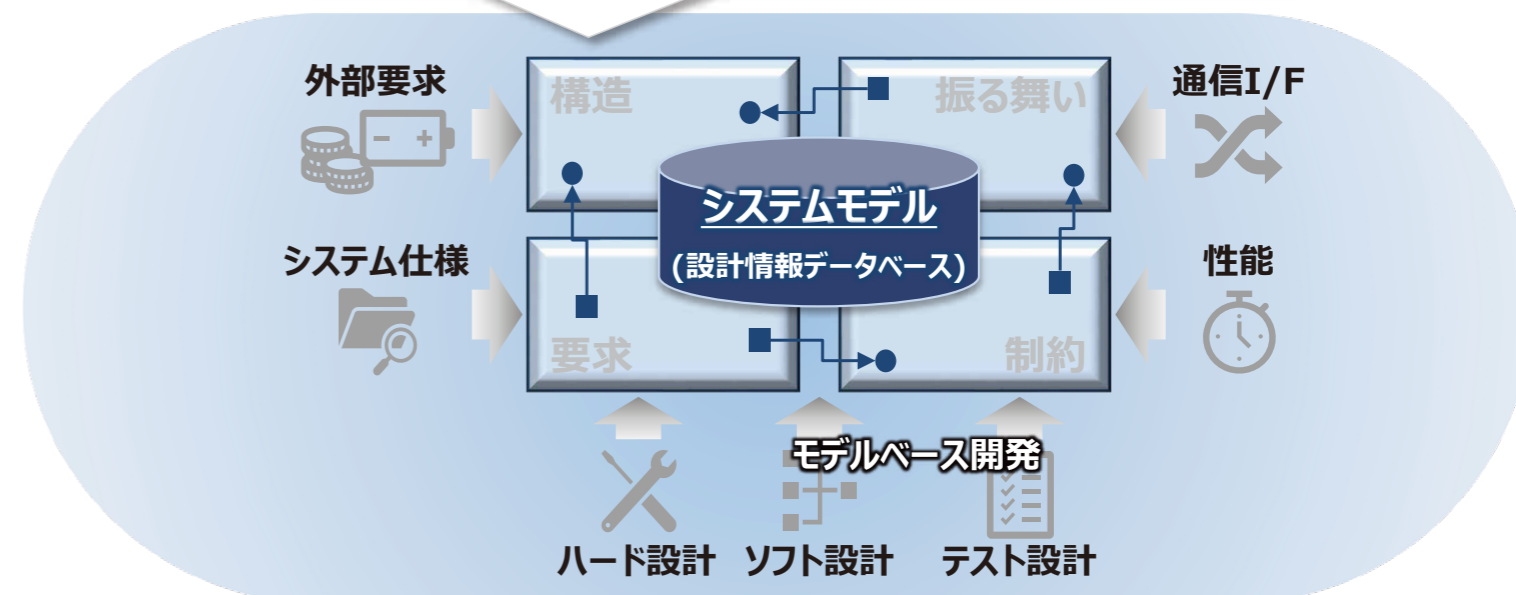 外部要求
構造
振る舞い
通信I/F
システムモデル
(設計情報データベース)
システム仕様
性能
要求
制約
モデルベース開発
ハード設計
ソフト設計
テスト設計